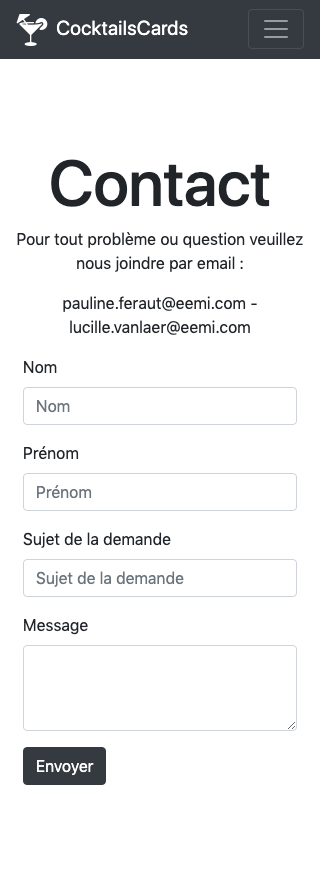 CocktailsCards
Contact
Pour tout problème ou question veuillez
nous joindre par email :
pauline.feraut@eemi.com -
lucille.vanlaer@eemi.com
Nom
Nom
Prénom
Prénom
Sujet de la demande
Sujet de la demande
Message
Envoyer